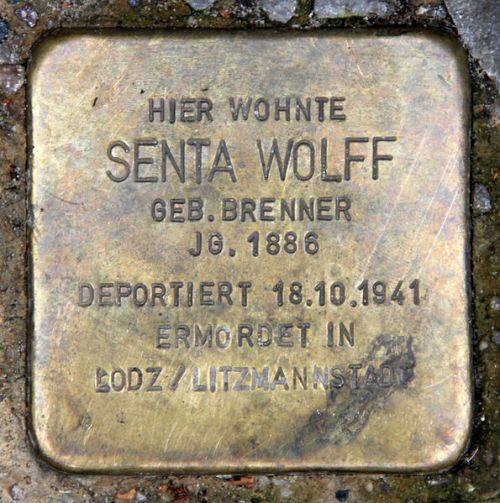 HIER WOHNTE
SENTA WOLFF
GEB. BRENNER
JG. 1886
DEPORTIERT 18.10.1941
ERMORDET IN
LODZ / LITZMANNSTADT